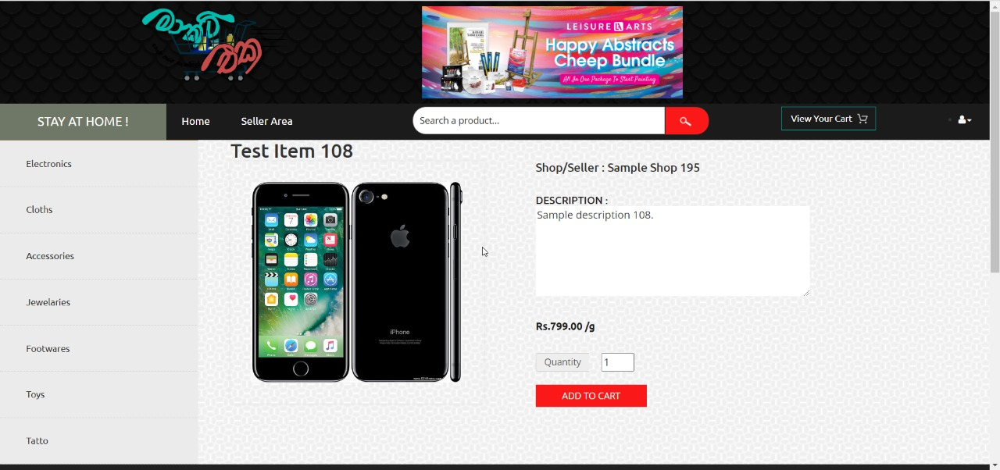 മാക്രി
LEISURE LA ARTS
Happy Abstracts
Cheep Bundle
All In One Package To Start Painting
STAY AT HOME !
Home
Seller Area
Search a product...
View Your Cart
Electronics
Cloths
Accessories
Jewelaries
Footwares
Toys
Tatto
Test Item 108
iPhone
Shop/Seller : Sample Shop 195
DESCRIPTION :
Sample description 108.
Rs.799.00 /g
Quantity
1
ADD TO CART